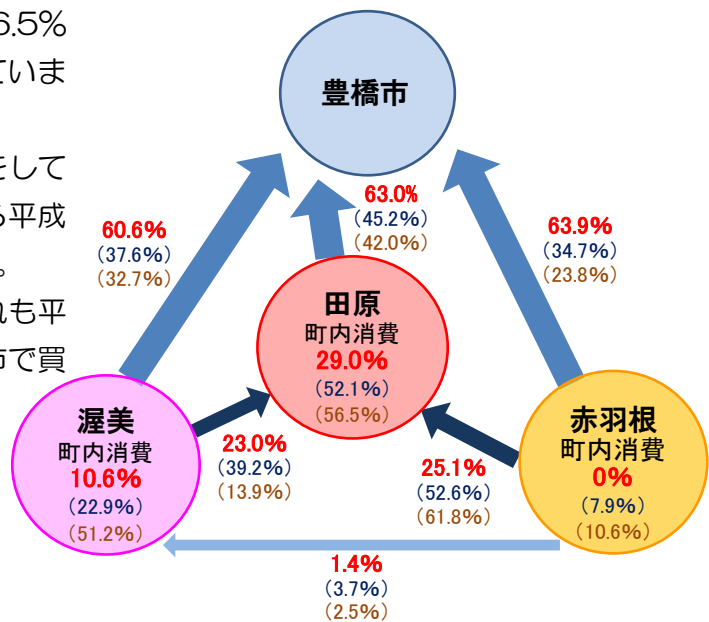 6.5%
ていま
をして
る平成
。
れも平
市で買
豊橋市
60.6%
(37.6%)
(32.7%)
63.0%
(45.2%)
(42.0%)
63.9%
(34.7%)
(23.8%)
田原
町内消費
29.0%
(52.1%)
(56.5%)
渥美
町内消費
10.6%
(22.9%)
(51.2%)
23.0%
(39.2%)
(13.9%)
25.1%
(52.6%)
(61.8%)
赤羽根
町内消費
0%
(7.9%)
(10.6%)
1.4%
(3.7%)
(2.5%)